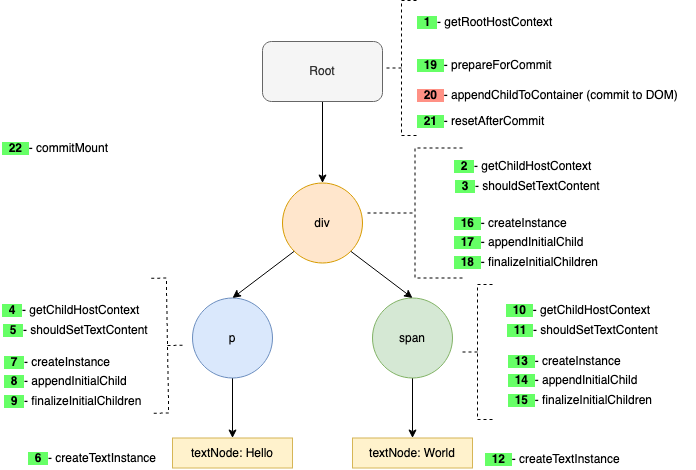 1 - getRootHostContext
Root
19 - prepareForCommit
20 - appendChildToContainer (commit to DOM)
21 - resetAfterCommit
22 - commitMount
2 - getChildHostContext
3 - shouldSetTextContent
div
16 - createInstance
17 - appendInitialChild
18 - finalizeInitialChildren
4 - getChildHostContext
5 - shouldSetTextContent
7 - createInstance
8 - appendInitialChild
9 - finalizeInitialChildren
p
span
10 - getChildHostContext
11 - shouldSetTextContent
13 - createInstance
14 - appendInitialChild
15 - finalizeInitialChildren
6 - createTextInstance
textNode: Hello
textNode: World
12 - createTextInstance